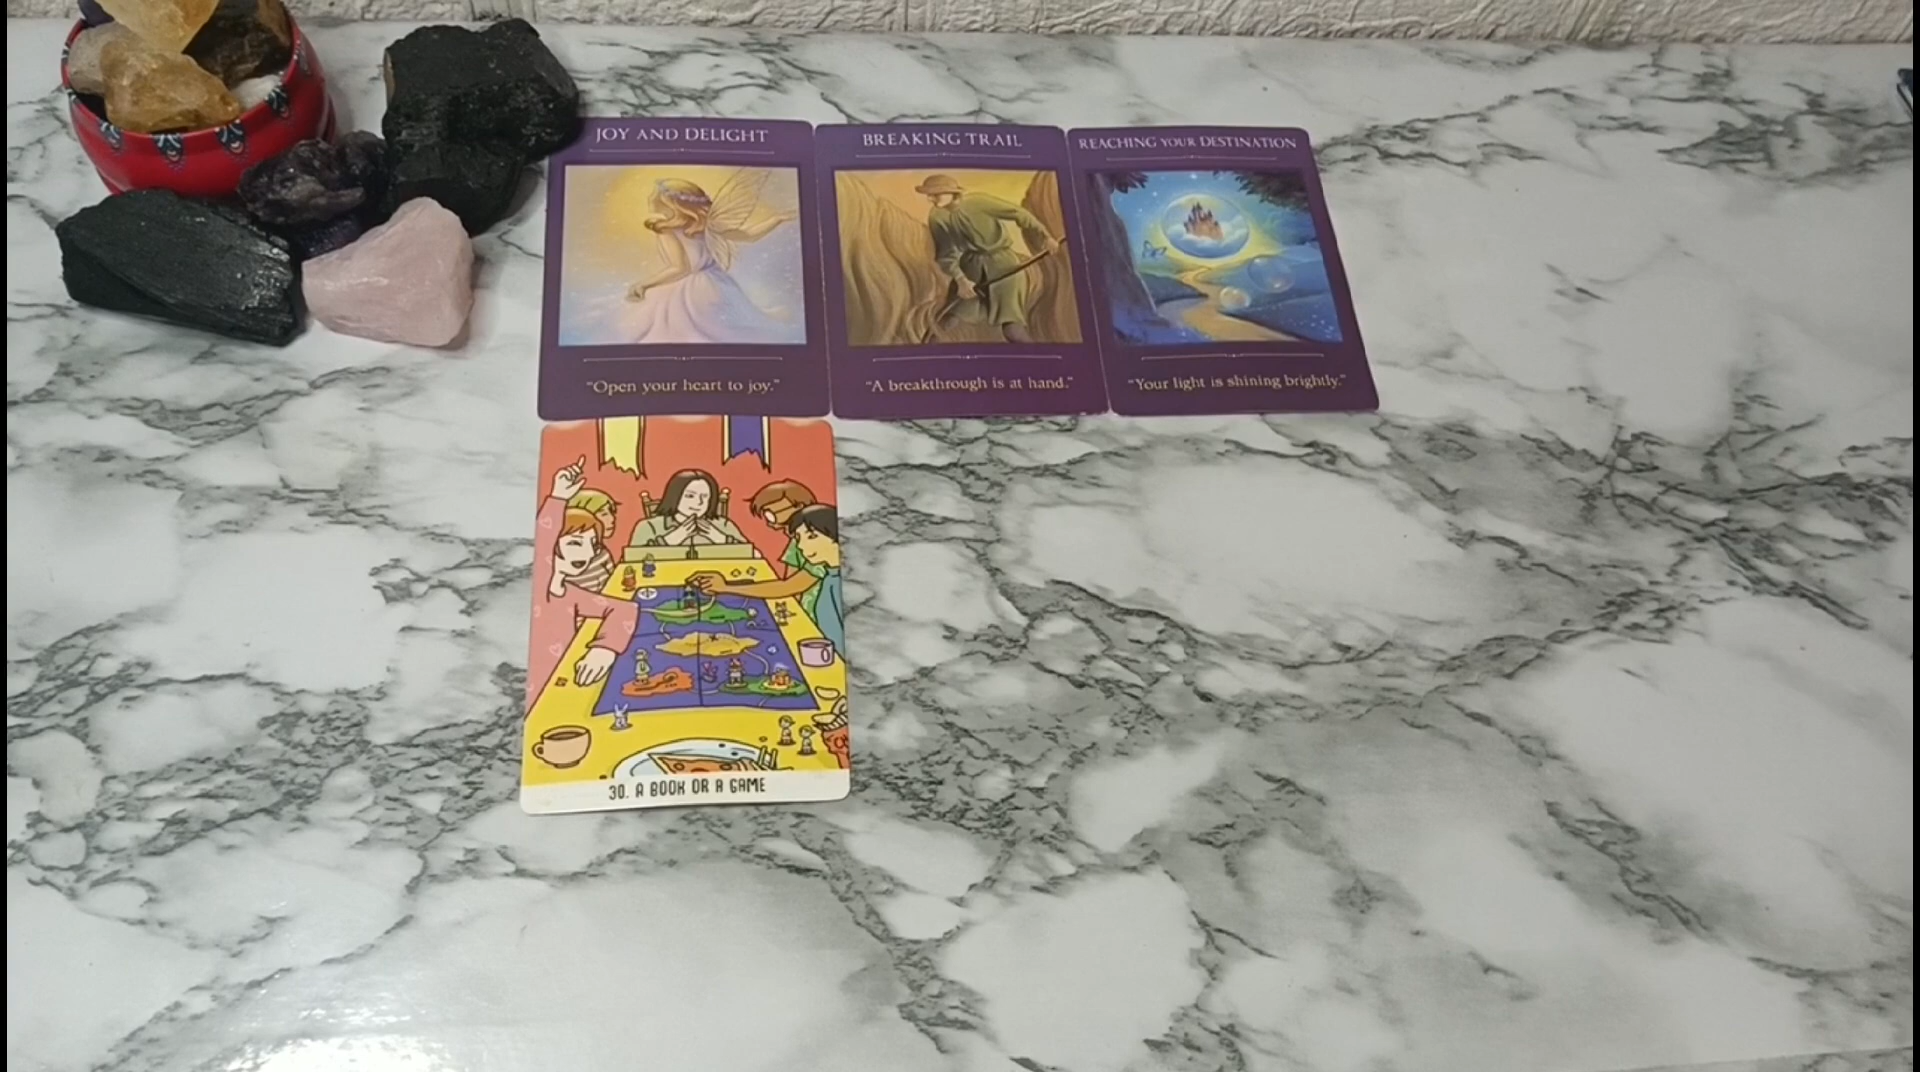 JOY AND DELIGHT
BREAKING TRAIL
REACHING YOUR DESTINATION
"Open your heart to joy."
"A breakthrough is at hand."
"Your light is shining brightly."
30. A BOOK OR A GAME